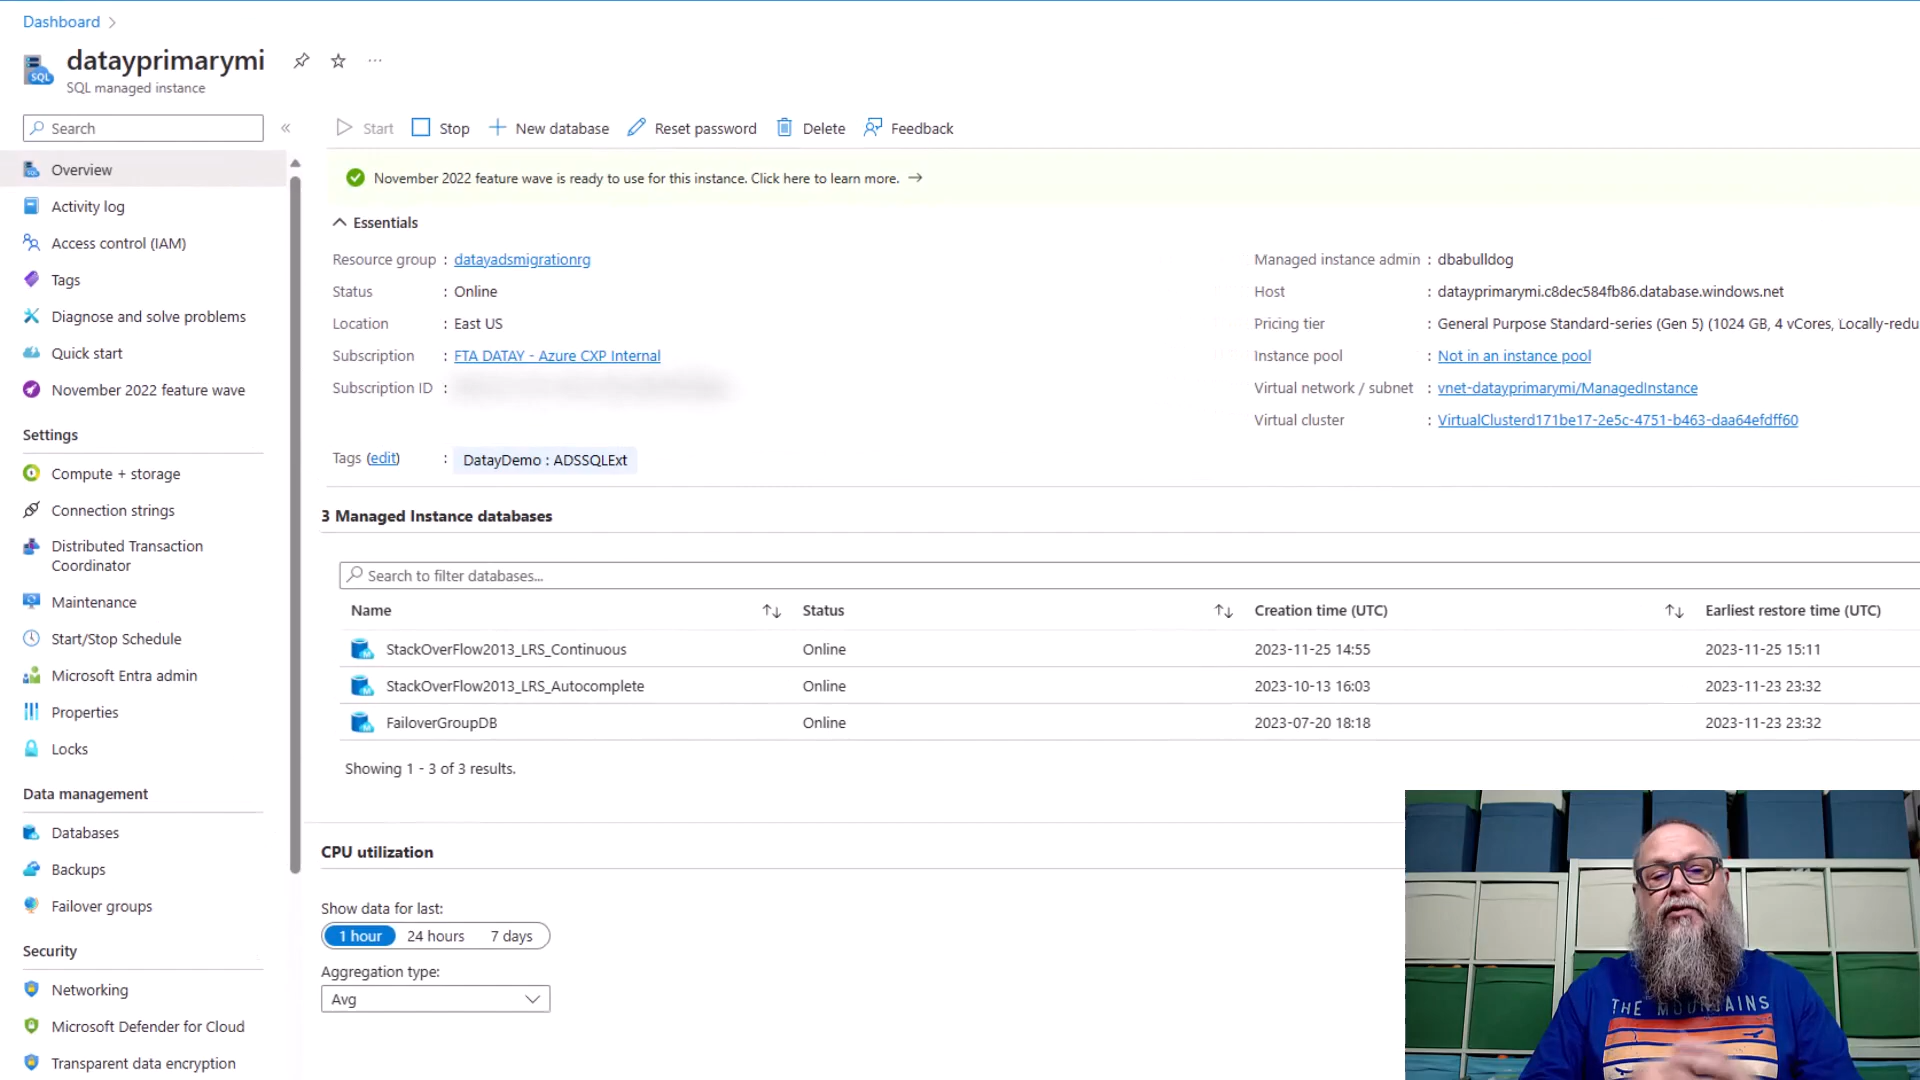 Dashboard
datayprimarymi
SQL managed instance
Search
Start Stop New database Reset password Delete Feedback
Overview
Activity log
Access control (IAM)
Tags
Diagnose and solve problems
Quick start
November 2022 feature wave
Settings
Compute + storage
Connection strings
Distributed Transaction
Coordinator
Maintenance
Start/Stop Schedule
Microsoft Entra admin
Properties
Locks
Data management
Databases
Backups
Failover groups
Security
Networking
Microsoft Defender for Cloud
Transparent data encryption
November 2022 feature wave is ready to use for this instance. Click here to learn more. →
Essentials
Resource group : datayadsmigrationrg
Status : Online
Location : East US
Subscription : FTA DATAY - Azure CXP Internal
Subscription ID :
Tags (edit) : DatayDemo : ADSSQLExt
Managed instance admin : dbabulldog
Host : datayprimarymi.c8dec584fb86.database.windows.net
Pricing tier : General Purpose Standard-series (Gen 5) (1024 GB, 4 vCores, Locally-redu
Instance pool : Not in an instance pool
Virtual network / subnet : vnet-datayprimarymi/ManagedInstance
Virtual cluster : VirtualClusterd171be17-2e5c-4751-b463-daa64efdff60
3 Managed Instance databases
Search to filter databases...
Name Status Creation time (UTC) Earliest restore time (UTC)
StackOverFlow2013_LRS_Continuous Online 2023-11-25 14:55 2023-11-25 15:11
StackOverFlow2013_LRS_Autocomplete Online 2023-10-13 16:03 2023-11-23 23:32
FailoverGroupDB Online 2023-07-20 18:18 2023-11-23 23:32
Showing 1 - 3 of 3 results.
CPU utilization
Show data for last:
1 hour 24 hours 7 days
Aggregation type:
Avg
THE MOUNTAINS